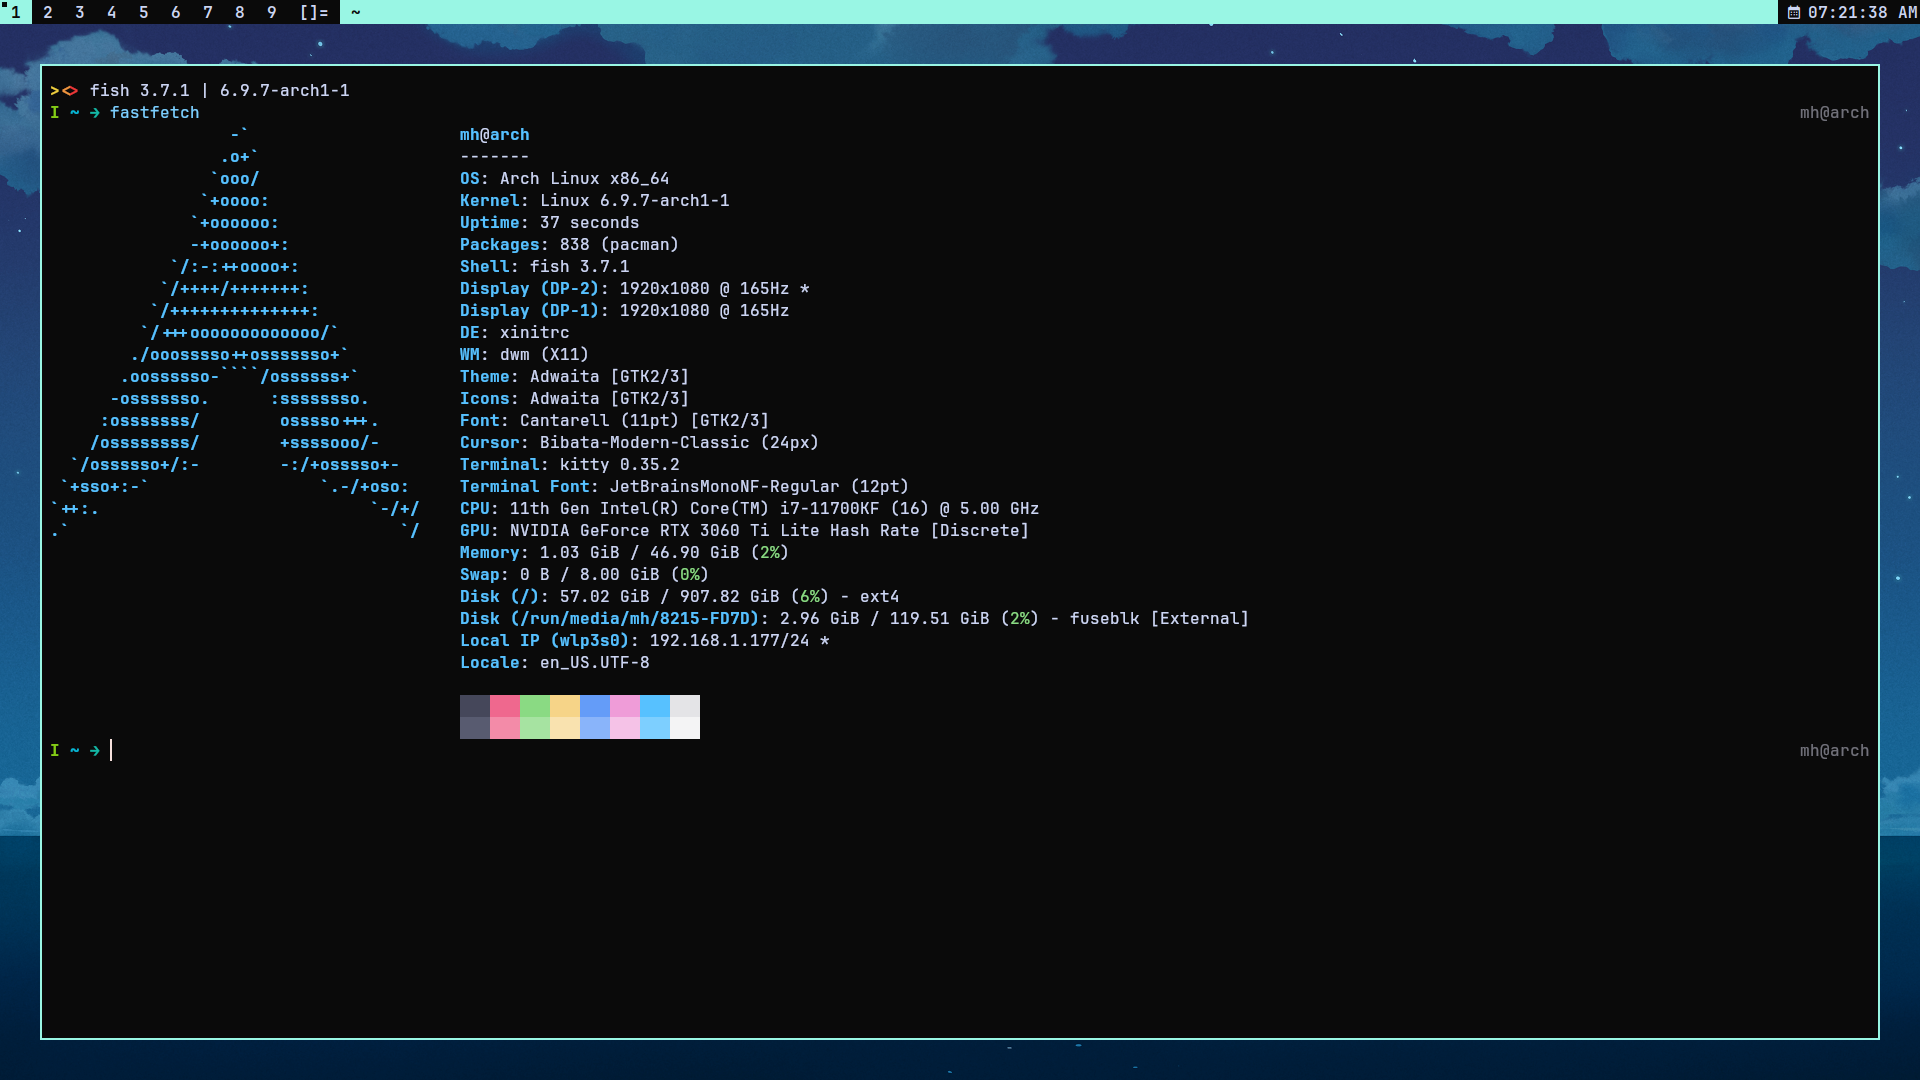 1 2 3 4 5 6 7 8 9 []= ~ 07:21:38 AM
><> fish 3.7.1 | 6.9.7-arch1-1
I ~ → fastfetch mh@arch
-` mh@arch
.o+` -------
`ooo/ OS: Arch Linux x86_64
`+oooo: Kernel: Linux 6.9.7-arch1-1
`+oooooo: Uptime: 37 seconds
-+oooooo+: Packages: 838 (pacman)
`/:-:++oooo+: Shell: fish 3.7.1
`/++++/+++++++: Display (DP-2): 1920x1080 @ 165Hz *
`/++++++++++++++: Display (DP-1): 1920x1080 @ 165Hz
`/+++ooooooooooooo/` DE: xinitrc
./ooosssso++osssssso+` WM: dwm (X11)
.oossssso-````/ossssss+` Theme: Adwaita [GTK2/3]
-osssssso. :ssssssso. Icons: Adwaita [GTK2/3]
:osssssss/ osssso+++. Font: Cantarell (11pt) [GTK2/3]
/ossssssss/ +ssssooo/- Cursor: Bibata-Modern-Classic (24px)
`/ossssso+/:- -:/+osssso+- Terminal: kitty 0.35.2
`+sso+:-` `.-/+oso: Terminal Font: JetBrainsMonoNF-Regular (12pt)
`++:. `-/+/ CPU: 11th Gen Intel(R) Core(TM) i7-11700KF (16) @ 5.00 GHz
.` `/ GPU: NVIDIA GeForce RTX 3060 Ti Lite Hash Rate [Discrete]
Memory: 1.03 GiB / 46.90 GiB (2%)
Swap: 0 B / 8.00 GiB (0%)
Disk (/): 57.02 GiB / 907.82 GiB (6%) - ext4
Disk (/run/media/mh/8215-FD7D): 2.96 GiB / 119.51 GiB (2%) - fuseblk [External]
Local IP (wlp3s0): 192.168.1.177/24 *
Locale: en_US.UTF-8
I ~ → mh@arch